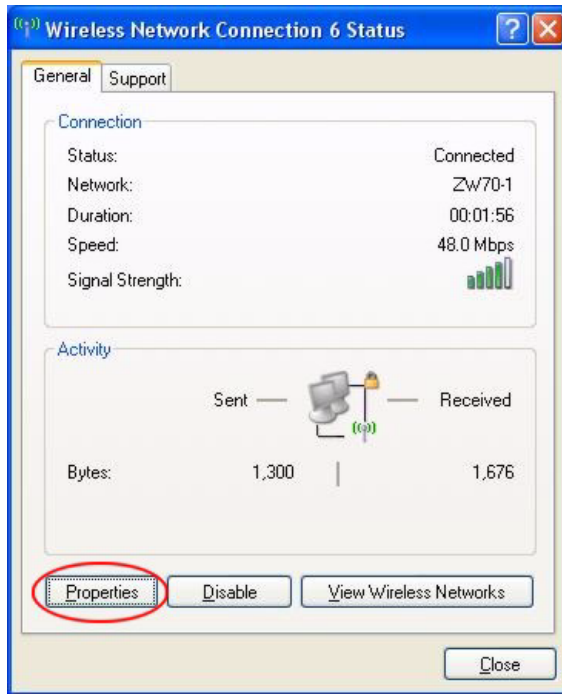 Wireless Network Connection 6 Status
General Support
Connection
Status: Connected
Network: ZW70-1
Duration: 00:01:56
Speed: 48.0 Mbps
Signal Strength:
Activity
Sent Received
Bytes: 1,300 1,676
Properties Disable View Wireless Networks
Close